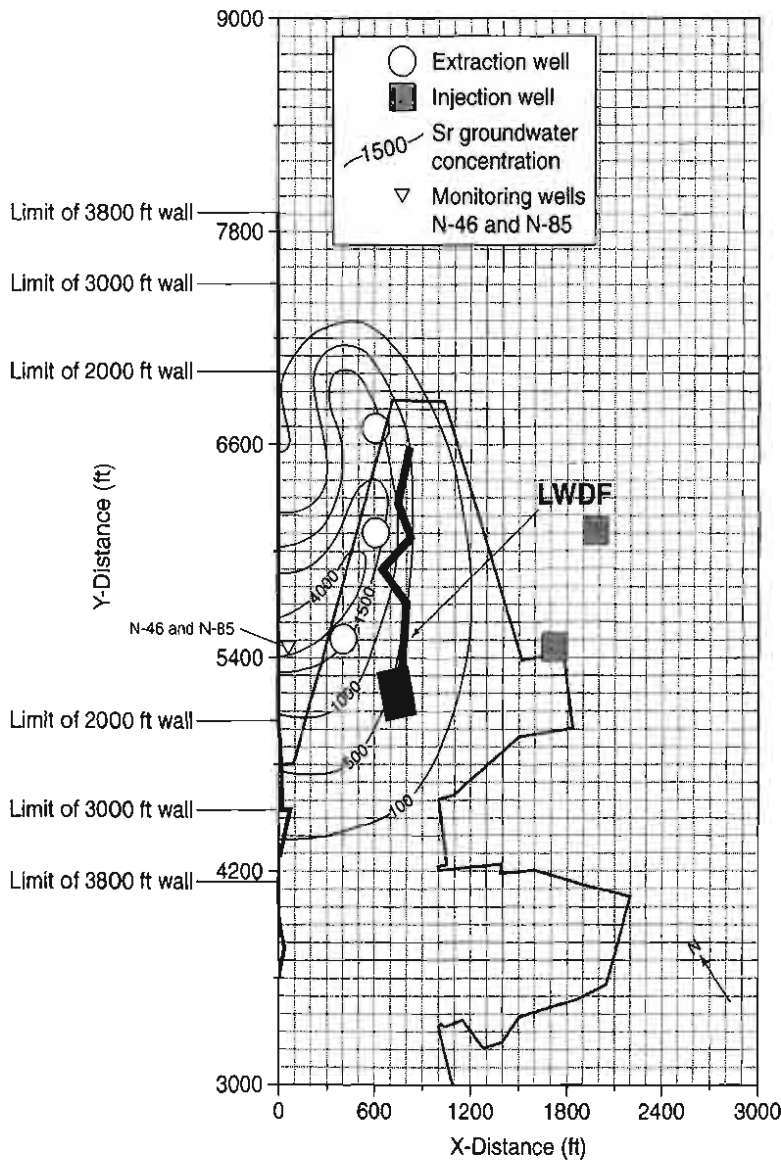 9000
Extraction well
Injection well
1500
Sr groundwater
concentration
Monitoring wells
N-46 and N-85
Limit of 3800 ft wall
7800
Limit of 3000 ft wall
Limit of 2000 ft wall
6600
LWDF
Y-Distance (ft)
4000
1500
N-46 and N-85
5400
1000
Limit of 2000 ft wall
500
100
Limit of 3000 ft wall
4200
Limit of 3800 ft wall
N
3000
0
600
1200
1800
2400
3000
X-Distance (ft)